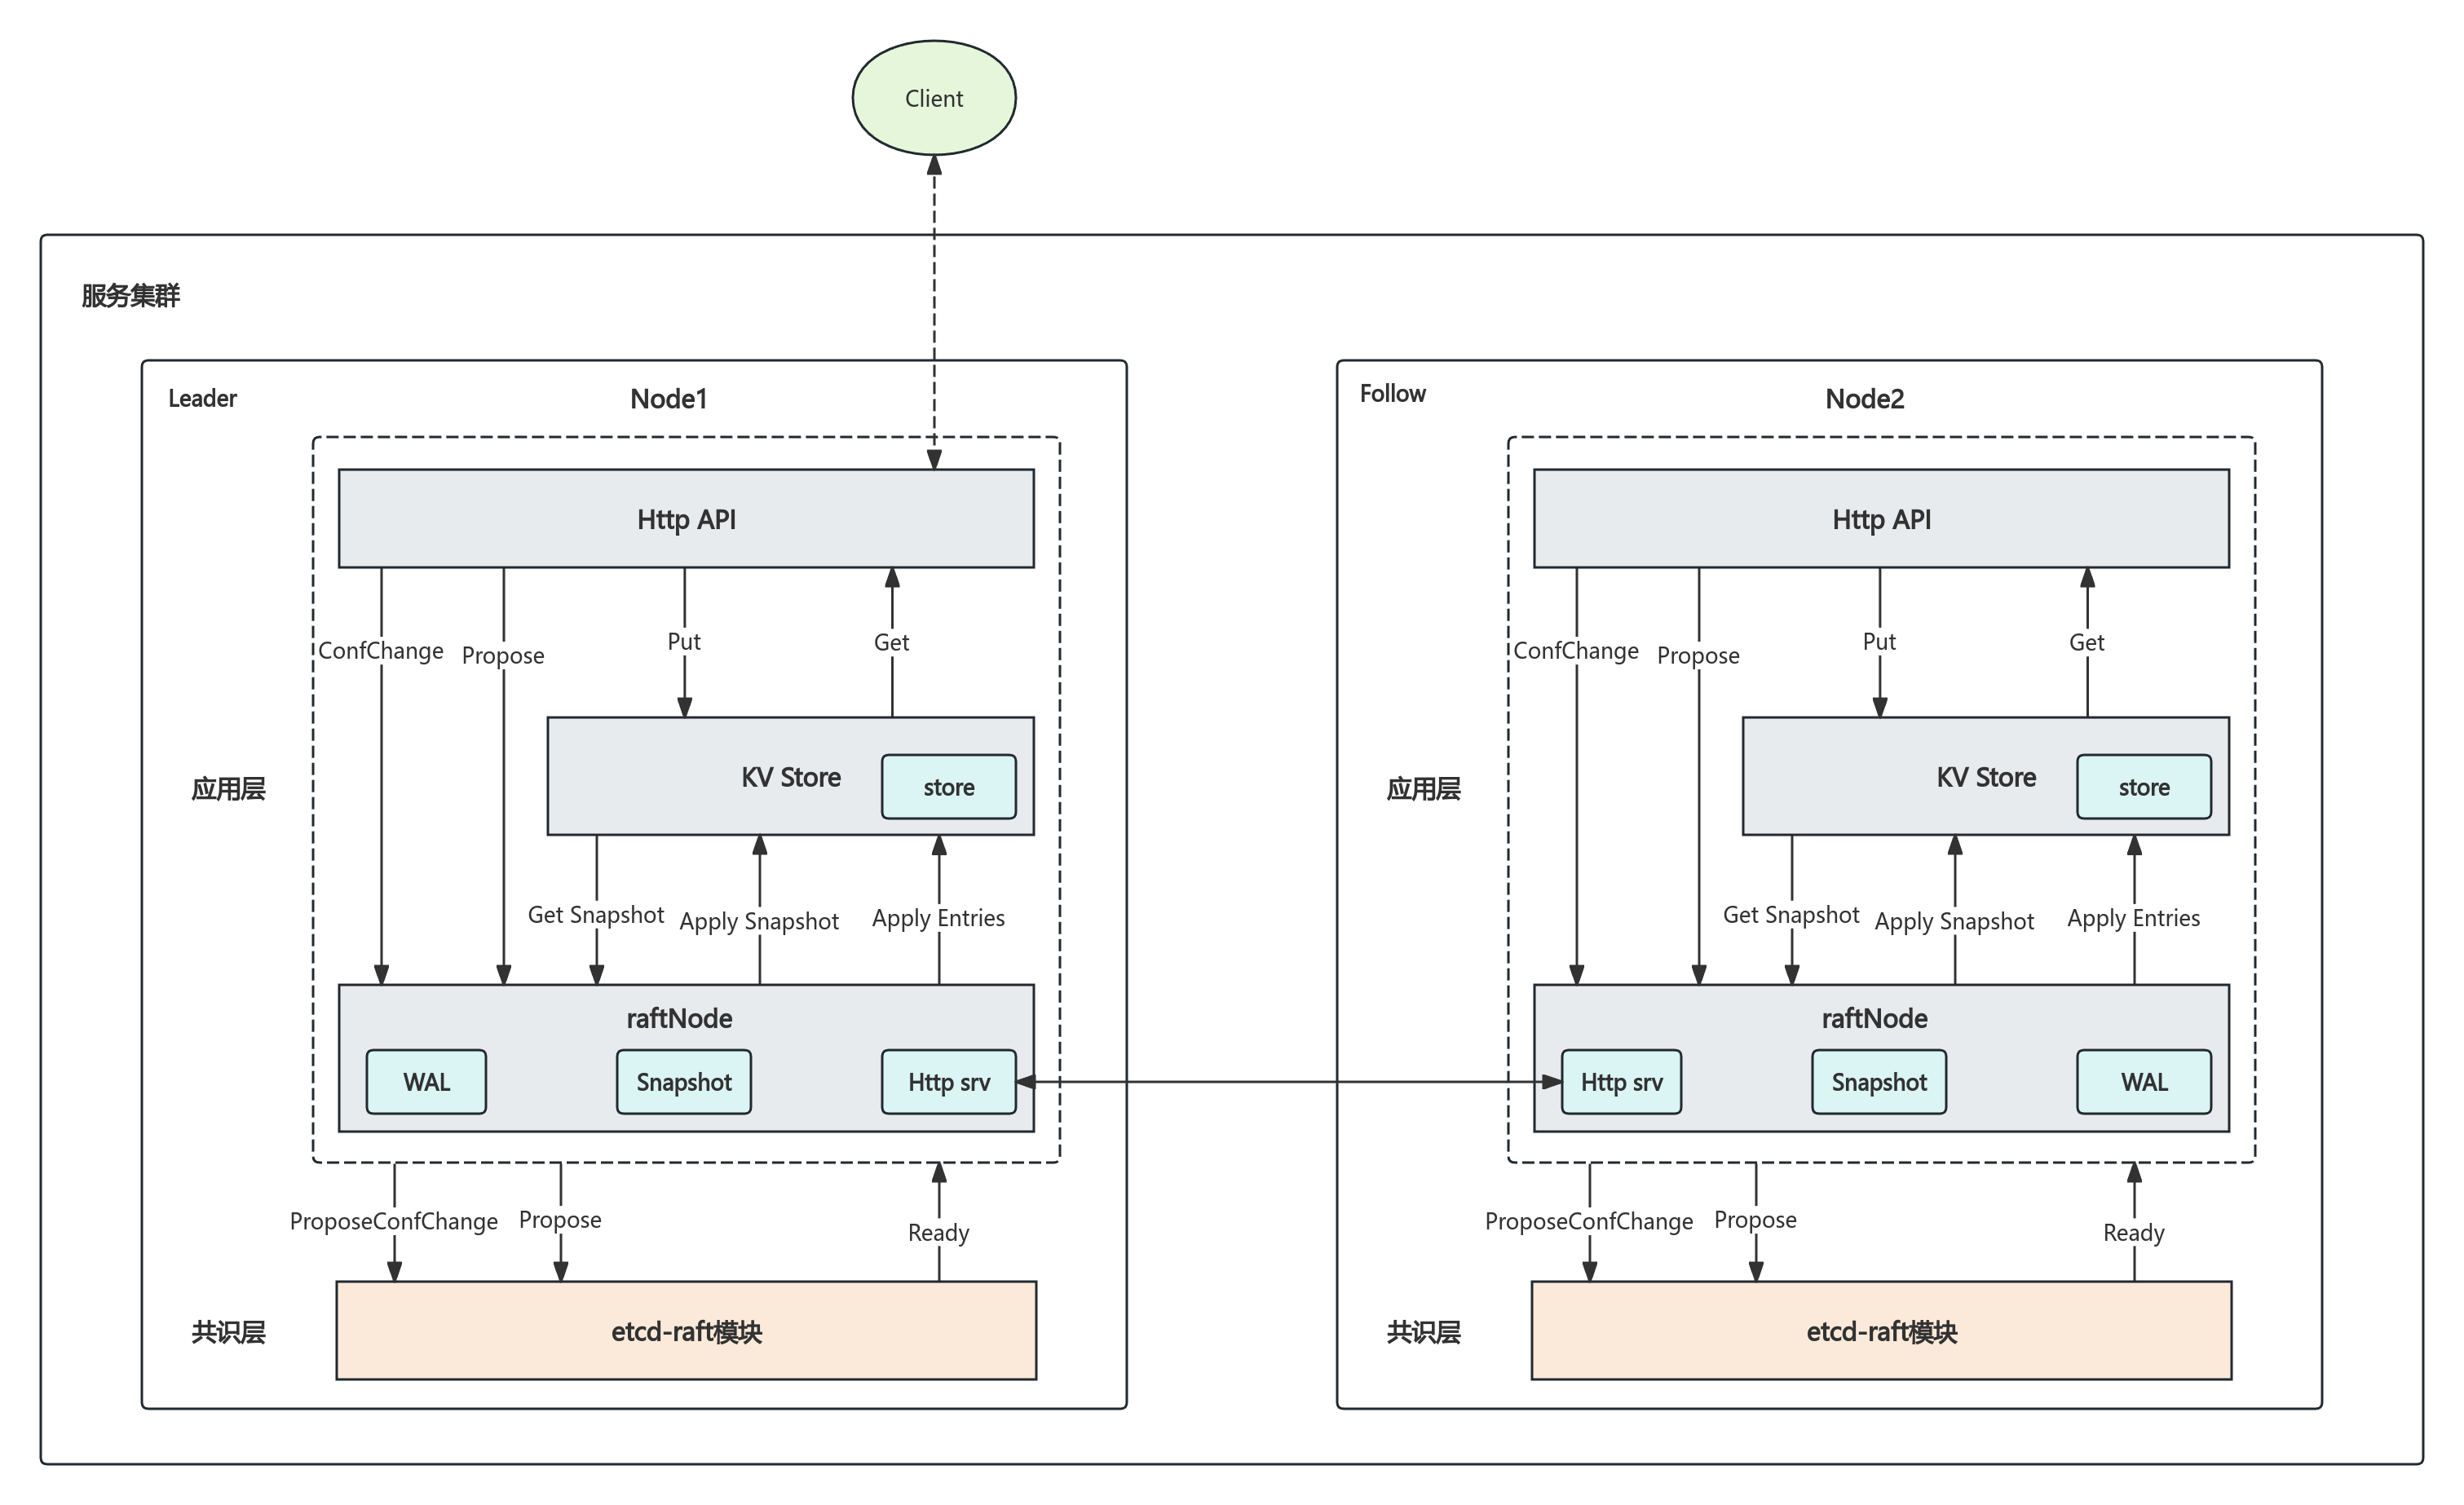 Client
服务集群
Leader
Node1
Http API
ConfChange
Propose
Put
Get
应用层
KV Store
store
Get Snapshot
Apply Snapshot
Apply Entries
raftNode
WAL
Snapshot
Http srv
ProposeConfChange
Propose
Ready
共识层
etcd-raft模块
Follow
Node2
Http API
ConfChange
Propose
Put
Get
应用层
KV Store
store
Get Snapshot
Apply Snapshot
Apply Entries
raftNode
Http srv
Snapshot
WAL
ProposeConfChange
Propose
Ready
共识层
etcd-raft模块